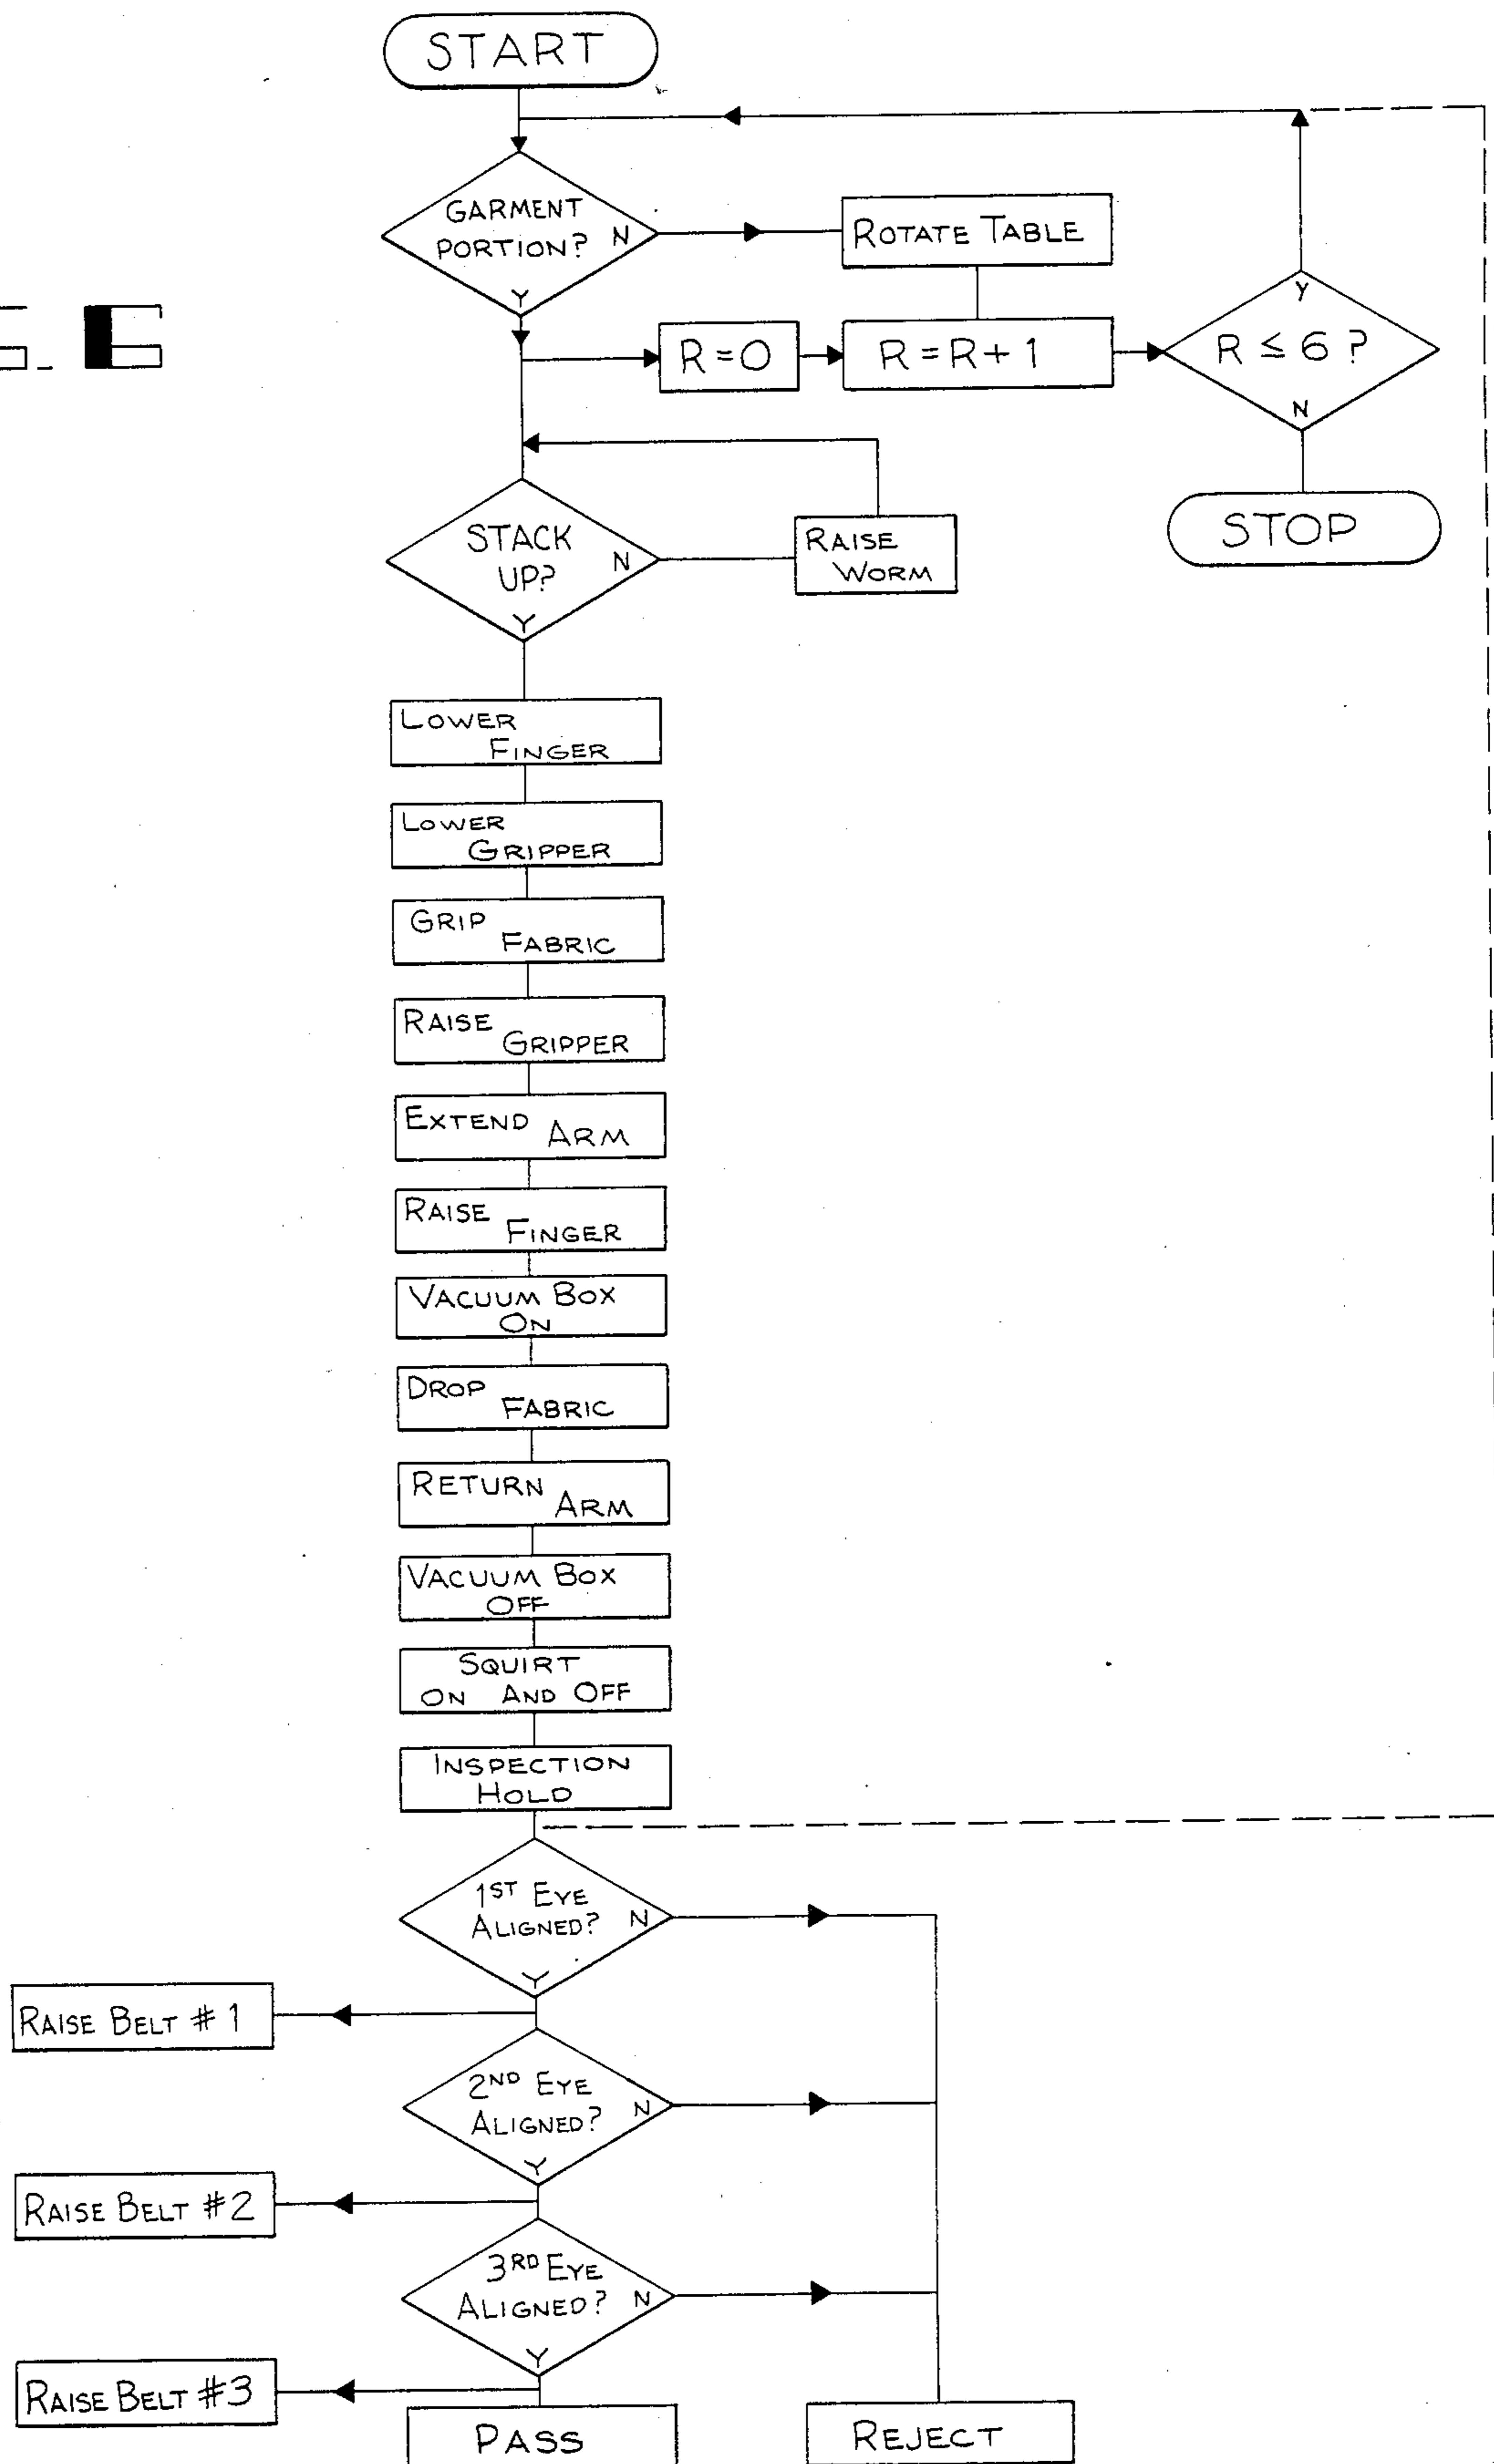 START
GARMENT
PORTION? N
Y
ROTATE TABLE
R=0
R=R+1
Y
R ≤ 6 ?
N
STOP
STACK
UP? N
Y
RAISE
WORM
LOWER
FINGER
LOWER
GRIPPER
GRIP
FABRIC
RAISE
GRIPPER
EXTEND ARM
RAISE
FINGER
VACUUM BOX
ON
DROP
FABRIC
RETURN
ARM
VACUUM BOX
OFF
SQUIRT
ON AND OFF
INSPECTION
HOLD
1ST EYE
ALIGNED? N
Y
RAISE BELT #1
2ND EYE
ALIGNED? N
Y
RAISE BELT #2
3RD EYE
ALIGNED? N
Y
RAISE BELT #3
PASS
REJECT